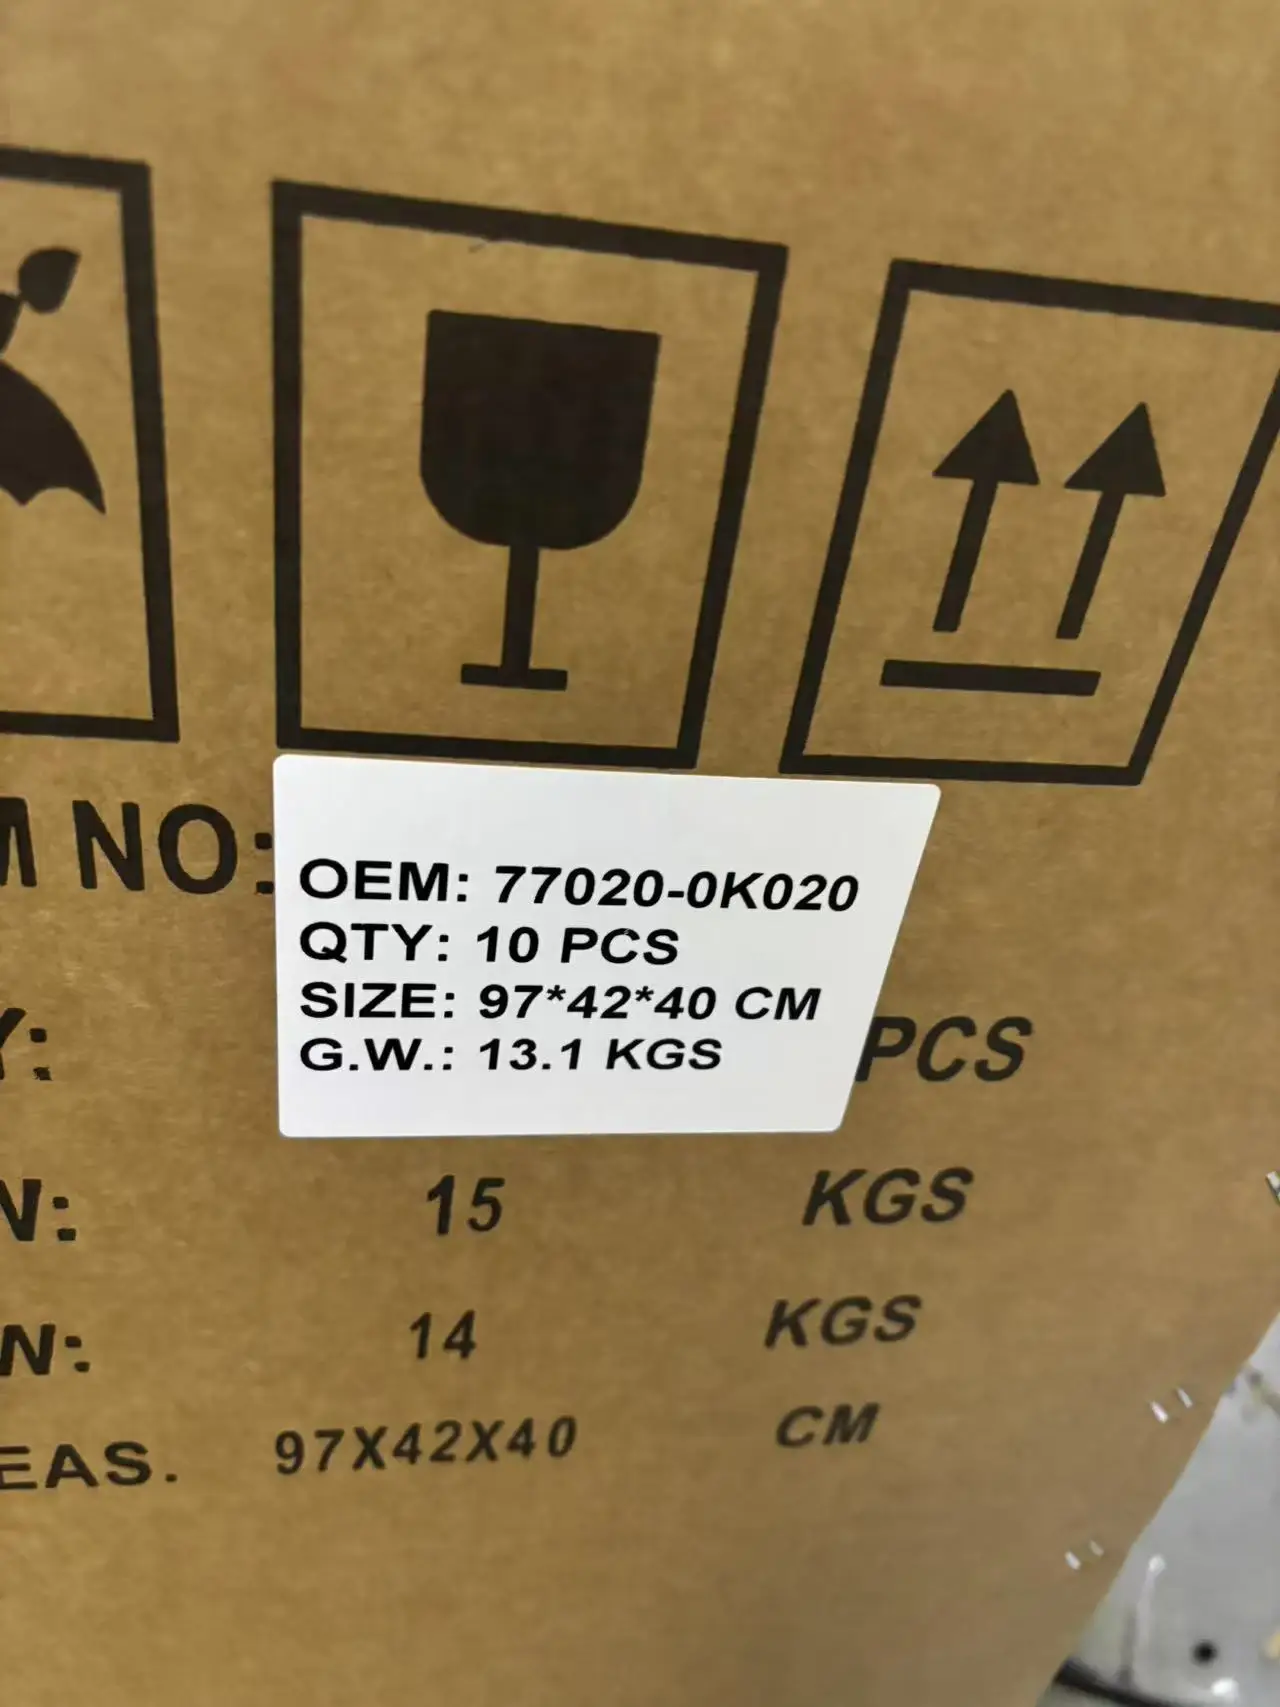 M NO:
OEM: 77020-0K020
QTY: 10 PCS
SIZE: 97*42*40 CM
G.W.: 13.1 KGS
Y: PCS
N: 15 KGS
N: 14 KGS
EAS. 97X42X40 CM